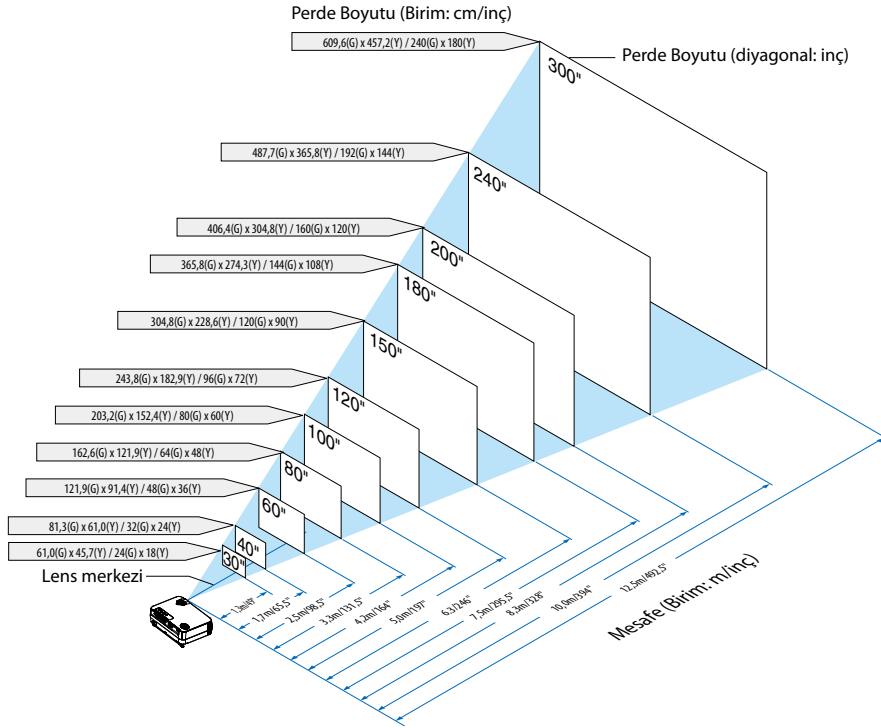 Perde Boyutu (Birim: cm/inç)
609,6(G) x 457,2(Y) / 240(G) x 180(Y)
Perde Boyutu (diyagonal: inç)
300"
487,7(G) x 365,8(Y) / 192(G) x 144(Y)
240"
406,4(G) x 304,8(Y) / 160(G) x 120(Y)
200"
365,8(G) x 274,3(Y) / 144(G) x 108(Y)
180"
304,8(G) x 228,6(Y) / 120(G) x 90(Y)
150"
243,8(G) x 182,9(Y) / 96(G) x 72(Y)
120"
203,2(G) x 152,4(Y) / 80(G) x 60(Y)
100"
162,6(G) x 121,9(Y) / 64(G) x 48(Y)
80"
121,9(G) x 91,4(Y) / 48(G) x 36(Y)
60"
81,3(G) x 61,0(Y) / 32(G) x 24(Y)
40"
61,0(G) x 45,7(Y) / 24(G) x 18(Y)
30"
Lens merkezi
1,2m/49"
1,7m/65,5"
2,5m/98,5"
3,3m/131,5"
4,2m/164"
5,0m/197"
6,3/246"
7,5m/295,5"
8,3m/328"
10,0m/394"
12,5m/492,5"
Mesafe (Birim: m/inç)